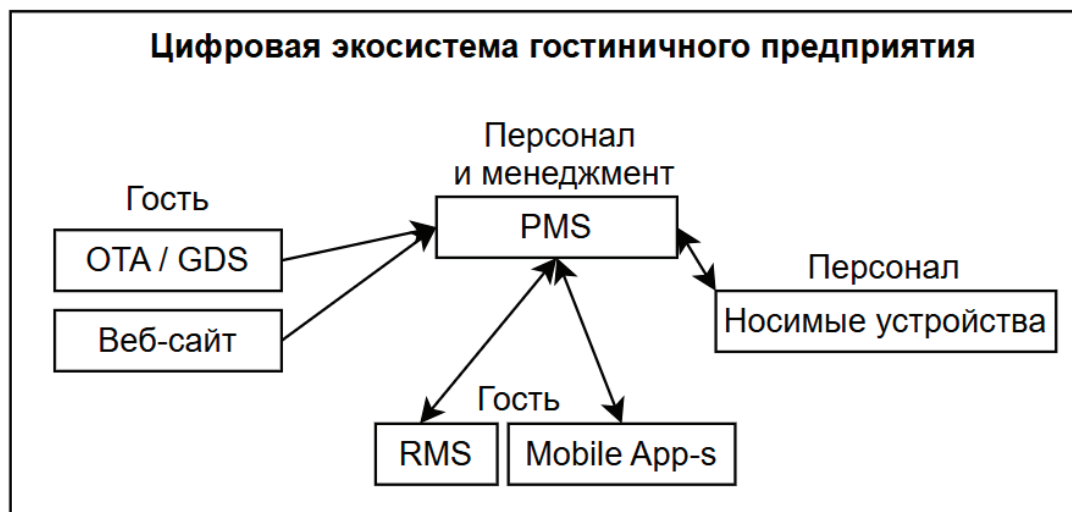 Цифровая экосистема гостиничного предприятия
Персонал
и менеджмент
Гость
PMS
OTA / GDS
Персонал
Веб-сайт
Носимые устройства
Гость
RMS
Mobile App-s